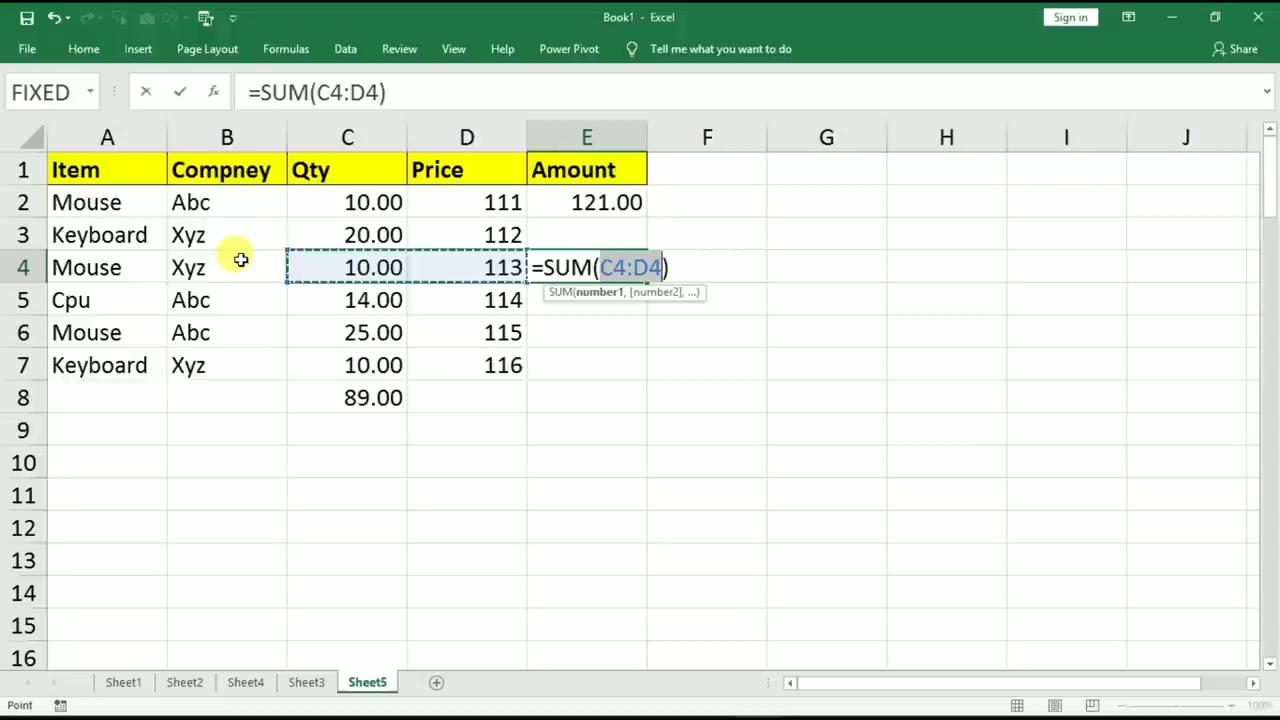 Book1 - Excel
Sign in
File Home Insert Page Layout Formulas Data Review View Help Power Pivot Tell me what you want to do Share
FIXED fx =SUM(C4:D4)
A B C D E F G H I J
1 Item Compney Qty Price Amount
2 Mouse Abc 10.00 111 121.00
3 Keyboard Xyz 20.00 112
4 Mouse Xyz 10.00 113 =SUM(C4:D4)
SUM(number1, [number2], ...)
5 Cpu Abc 14.00 114
6 Mouse Abc 25.00 115
7 Keyboard Xyz 10.00 116
8 89.00
9
10
11
12
13
14
15
16
Sheet1 Sheet2 Sheet4 Sheet3 Sheet5
Point 100%